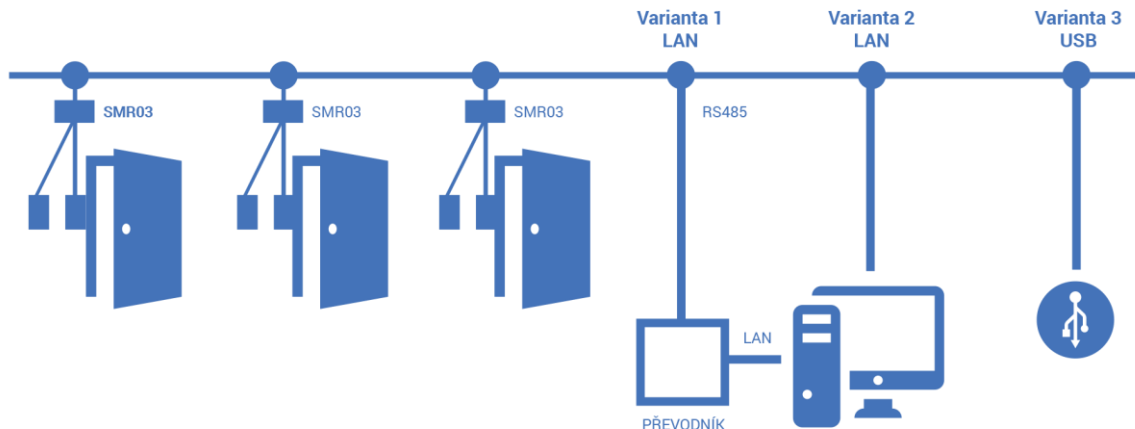 Varianta 1
LAN
Varianta 2
LAN
Varianta 3
USB
SMR03
SMR03
SMR03
RS485
LAN
PŘEVODNÍK